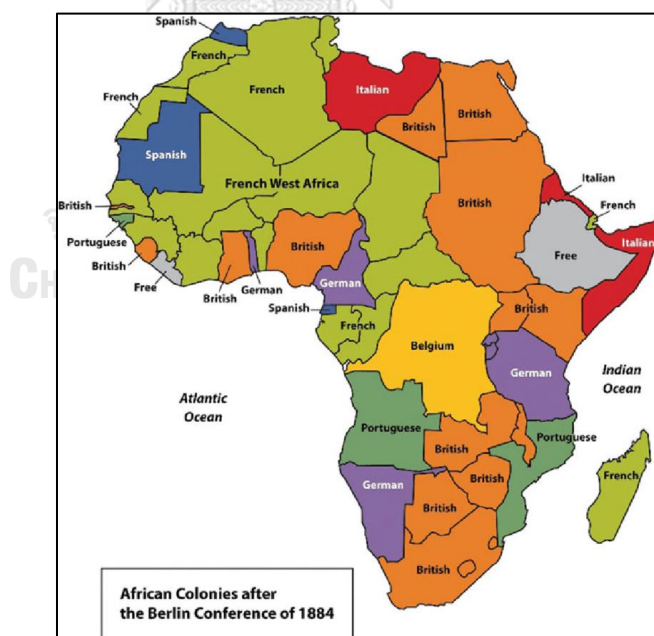 Spanish
French
French
French
Italian
British
British
Spanish
French West Africa
Italian
French
British
British
Italian
Portuguese
British
Free
British
German
British
German
Free
Spanish
French
British
Belgium
German
Indian
Ocean
Atlantic
Ocean
Portuguese
Portuguese
British
German
British
British
French
British
African Colonies after
the Berlin Conference of 1884